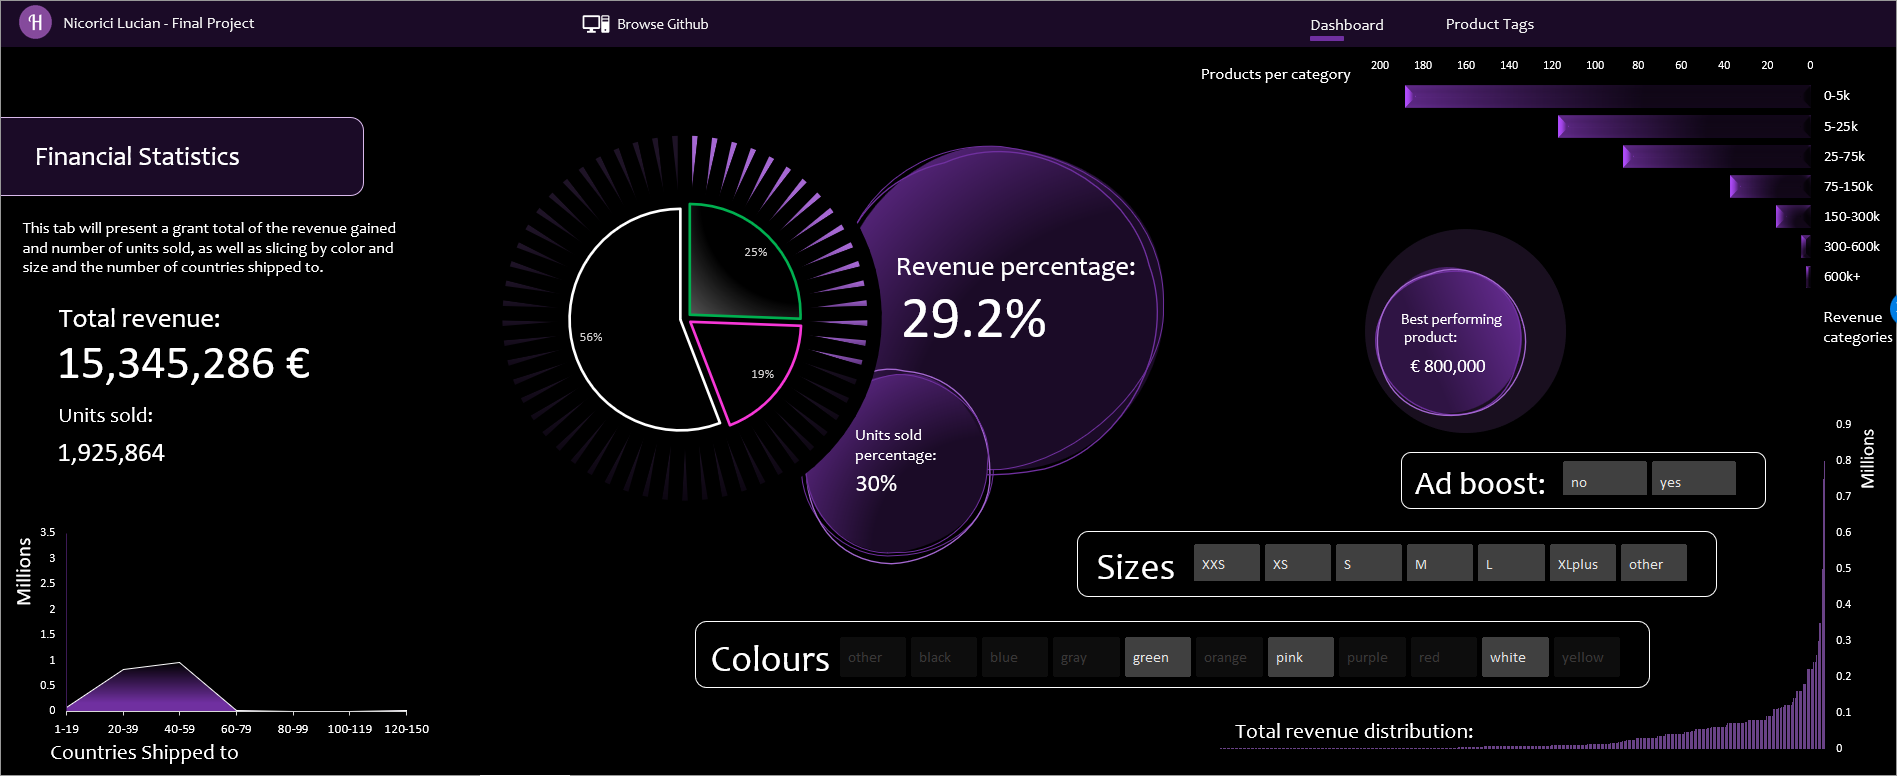 H
Nicorici Lucian - Final Project
Browse Github
Dashboard
Product Tags
Products per category
200 180 160 140 120 100 80 60 40 20 0
0-5k
5-25k
25-75k
75-150k
150-300k
300-600k
600k+
Revenue
categories
Financial Statistics
This tab will present a grant total of the revenue gained
and number of units sold, as well as slicing by color and
size and the number of countries shipped to.
Total revenue:
15,345,286 €
Units sold:
1,925,864
25%
56%
19%
Revenue percentage:
29.2%
Units sold
percentage:
30%
Best performing
product:
€ 800,000
Ad boost:
no
yes
Sizes
XXS
XS
S
M
L
XLplus
other
Colours
other
black
blue
gray
green
orange
pink
purple
red
white
yellow
Millions
3.5
3
2.5
2
1.5
1
0.5
0
1-19 20-39 40-59 60-79 80-99 100-119 120-150
Countries Shipped to
Total revenue distribution:
Millions
0.9
0.8
0.7
0.6
0.5
0.4
0.3
0.2
0.1
0